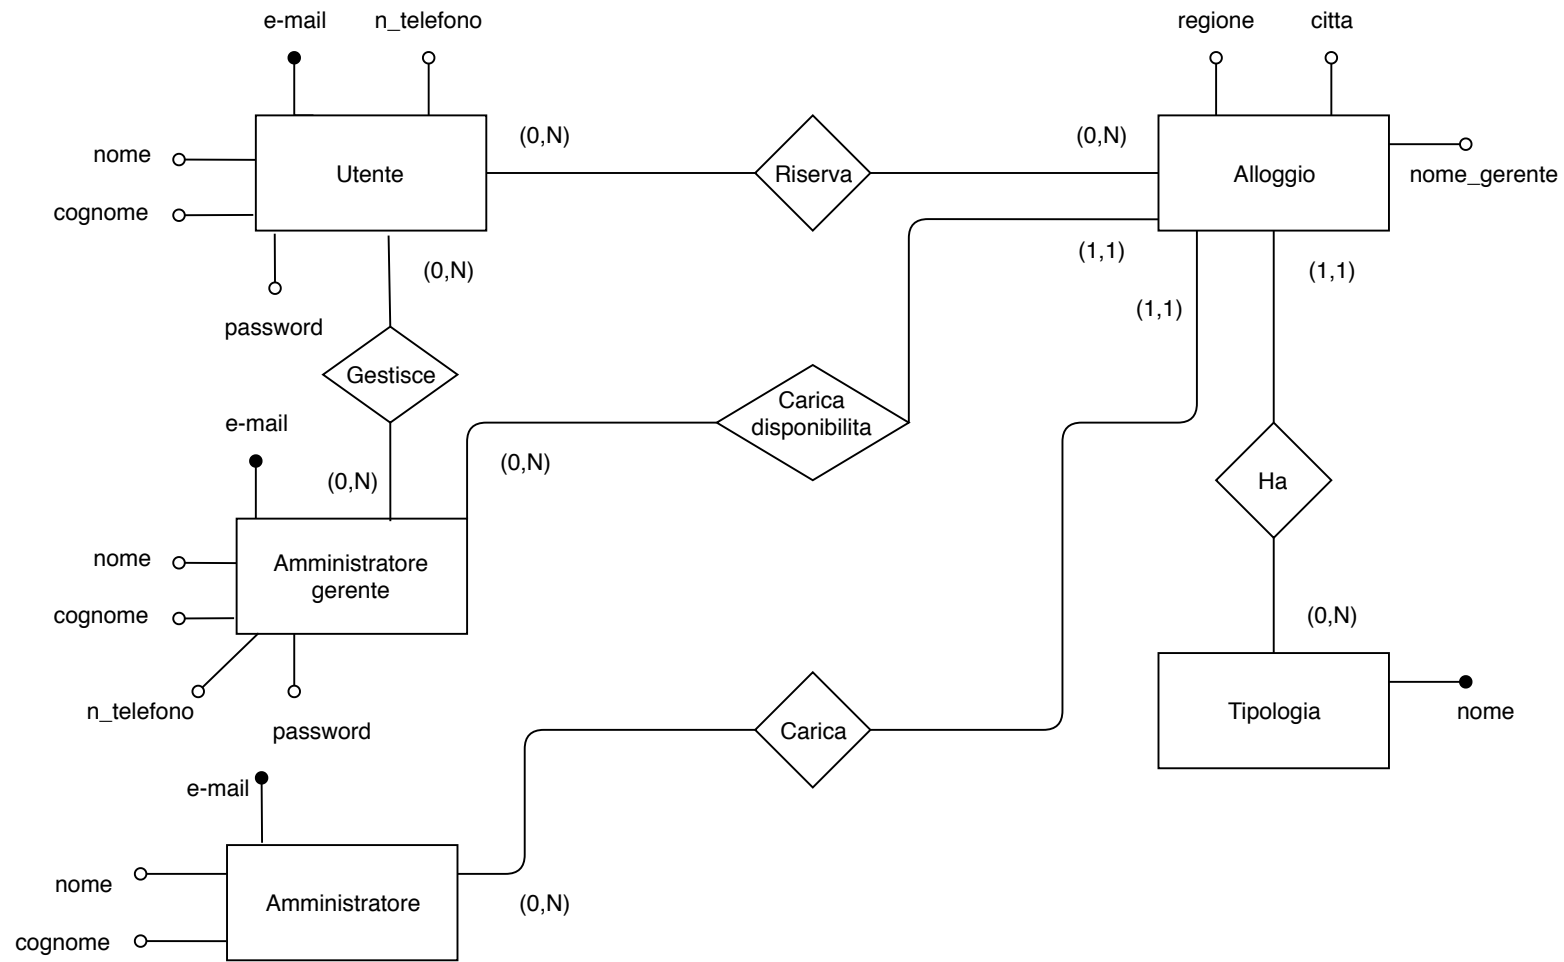 e-mail
n_telefono
regione
citta
nome
(0,N)
(0,N)
Utente
Riserva
Alloggio
nome_gerente
cognome
(0,N)
(1,1)
(1,1)
(1,1)
password
Gestisce
Carica
disponibilita
e-mail
(0,N)
(0,N)
Ha
nome
Amministratore
gerente
cognome
(0,N)
n_telefono
password
Carica
Tipologia
nome
e-mail
nome
Amministratore
(0,N)
cognome